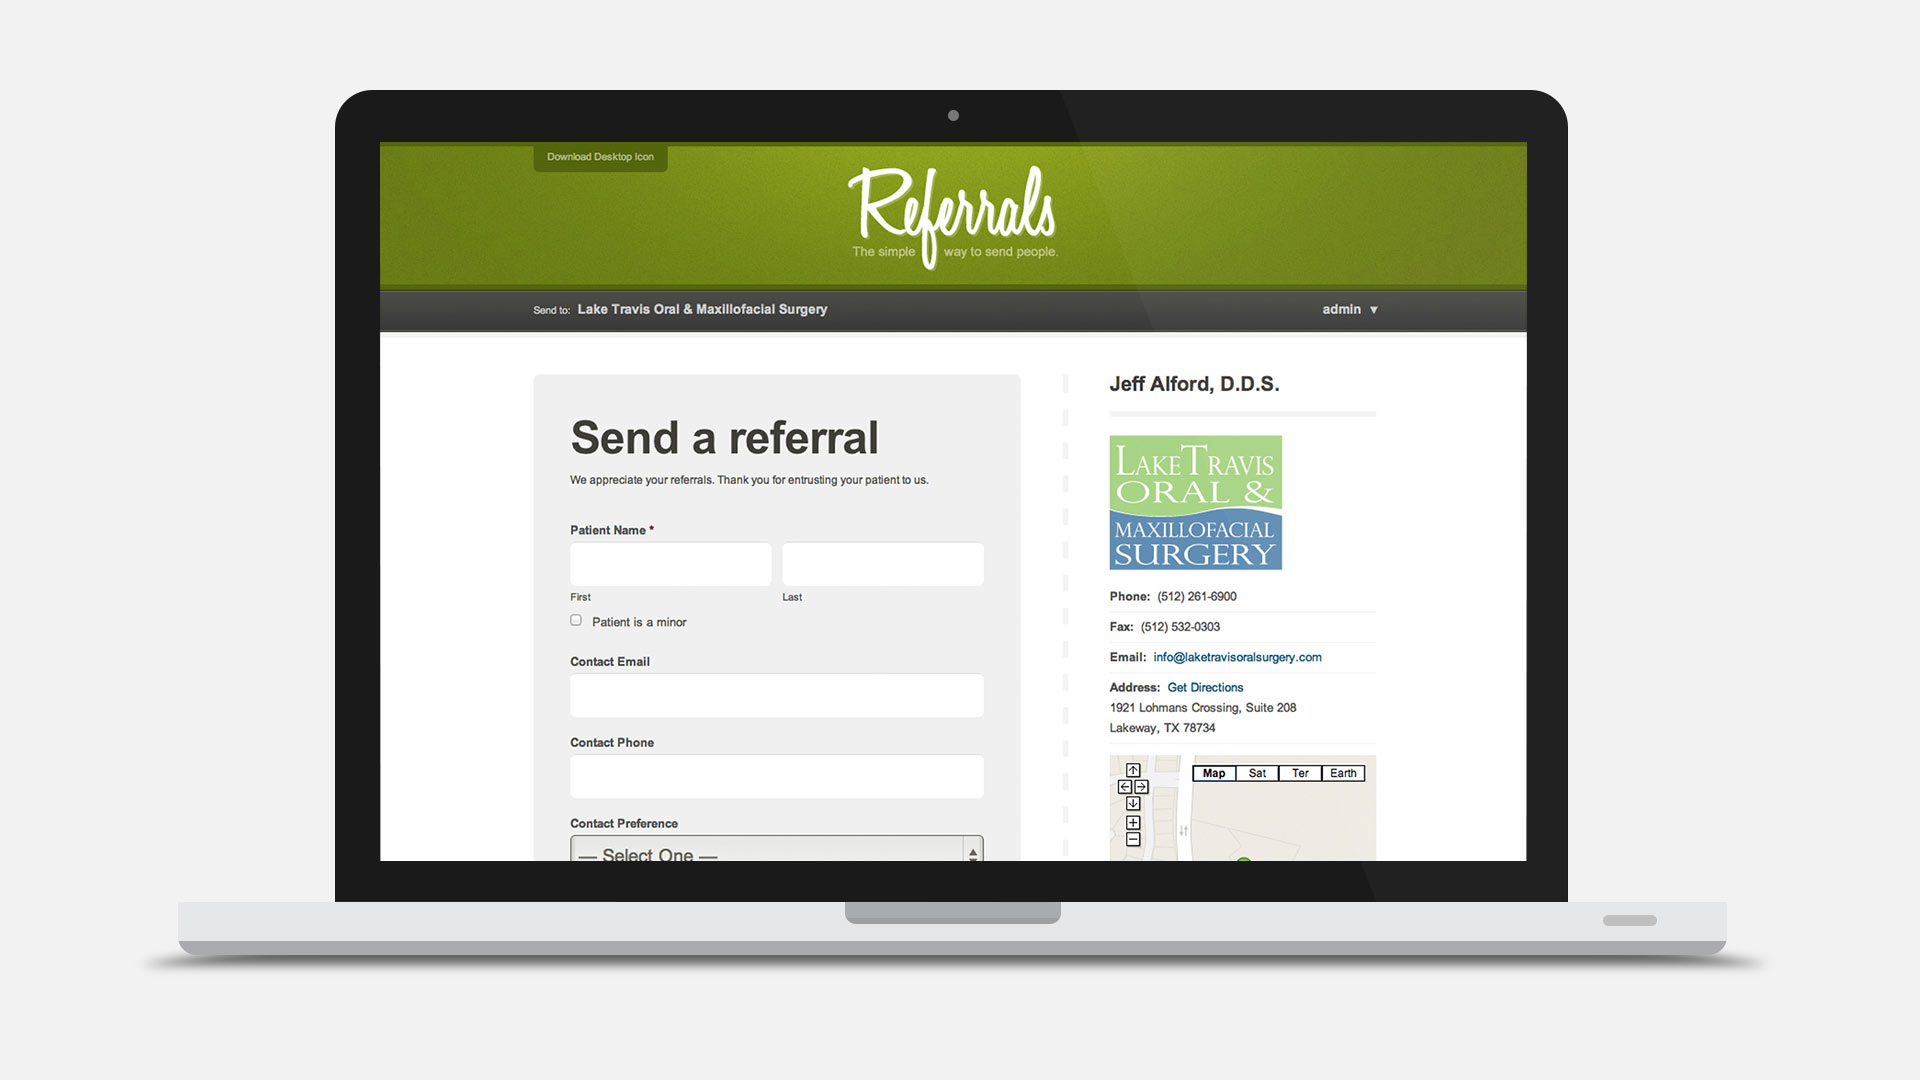 Download Desktop Icon
Referrals
The simple way to send people.
Send to: Lake Travis Oral & Maxillofacial Surgery
admin ▼
Send a referral
We appreciate your referrals. Thank you for entrusting your patient to us.
Patient Name *
First
Last
Patient is a minor
Contact Email
Contact Phone
Contact Preference
— Select One —
Jeff Alford, D.D.S.
LAKE TRAVIS
ORAL &
MAXILLOFACIAL
SURGERY
Phone: (512) 261-6900
Fax: (512) 532-0303
Email: info@laketravisoralsurgery.com
Address: Get Directions
1921 Lohmans Crossing, Suite 208
Lakeway, TX 78734
Map Sat Ter Earth